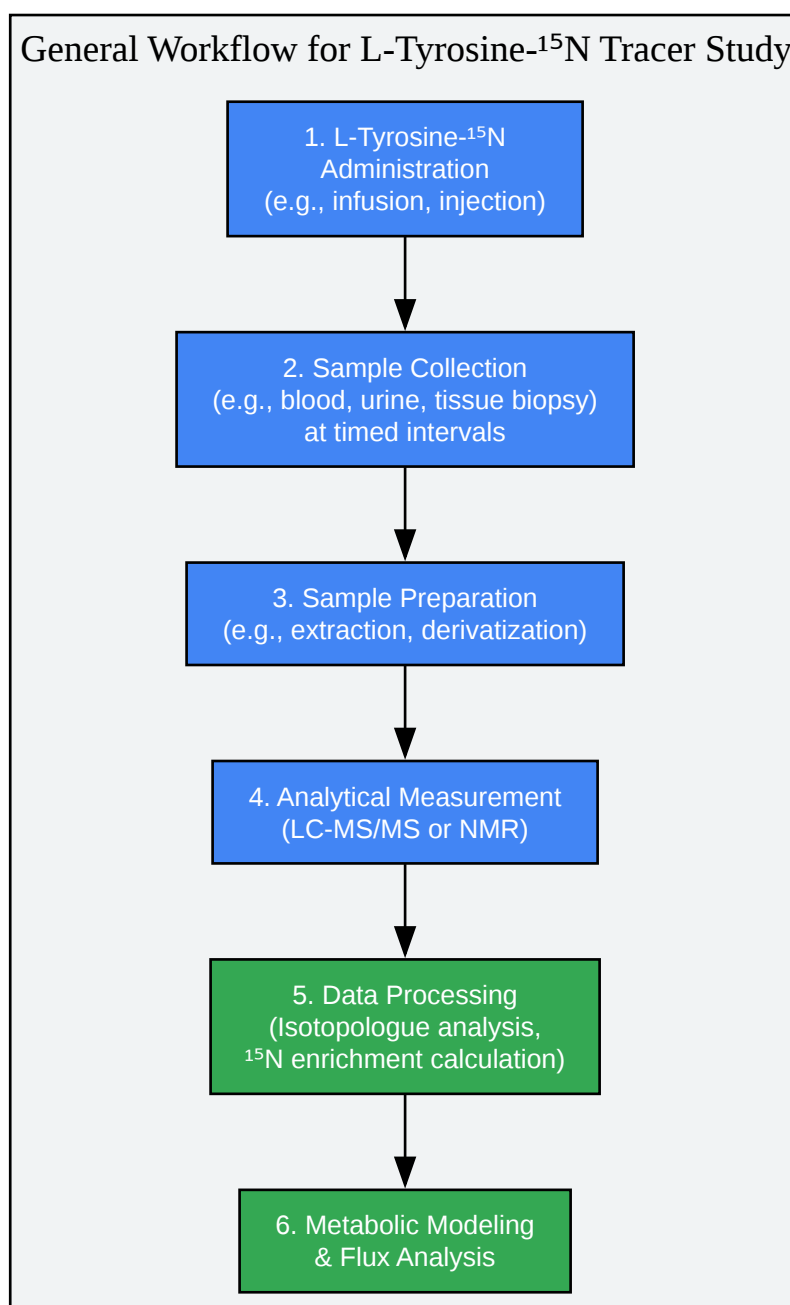 General Workflow for L-Tyrosine-¹⁵N Tracer Study
1. L-Tyrosine-¹⁵N
Administration
(e.g., infusion, injection)
2. Sample Collection
(e.g., blood, urine, tissue biopsy)
at timed intervals
3. Sample Preparation
(e.g., extraction, derivatization)
4. Analytical Measurement
(LC-MS/MS or NMR)
5. Data Processing
(Isotopologue analysis,
¹⁵N enrichment calculation)
6. Metabolic Modeling
& Flux Analysis